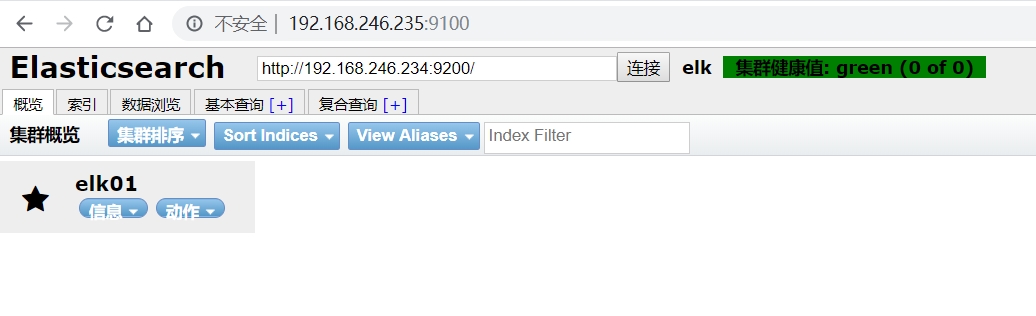 不安全 | 192.168.246.235:9100
Elasticsearch http://192.168.246.234:9200/ 连接 elk 集群健康值: green (0 of 0)
概览 索引 数据浏览 基本查询 [+] 复合查询 [+]
集群概览 集群排序 Sort Indices View Aliases Index Filter
elk01
信息 动作